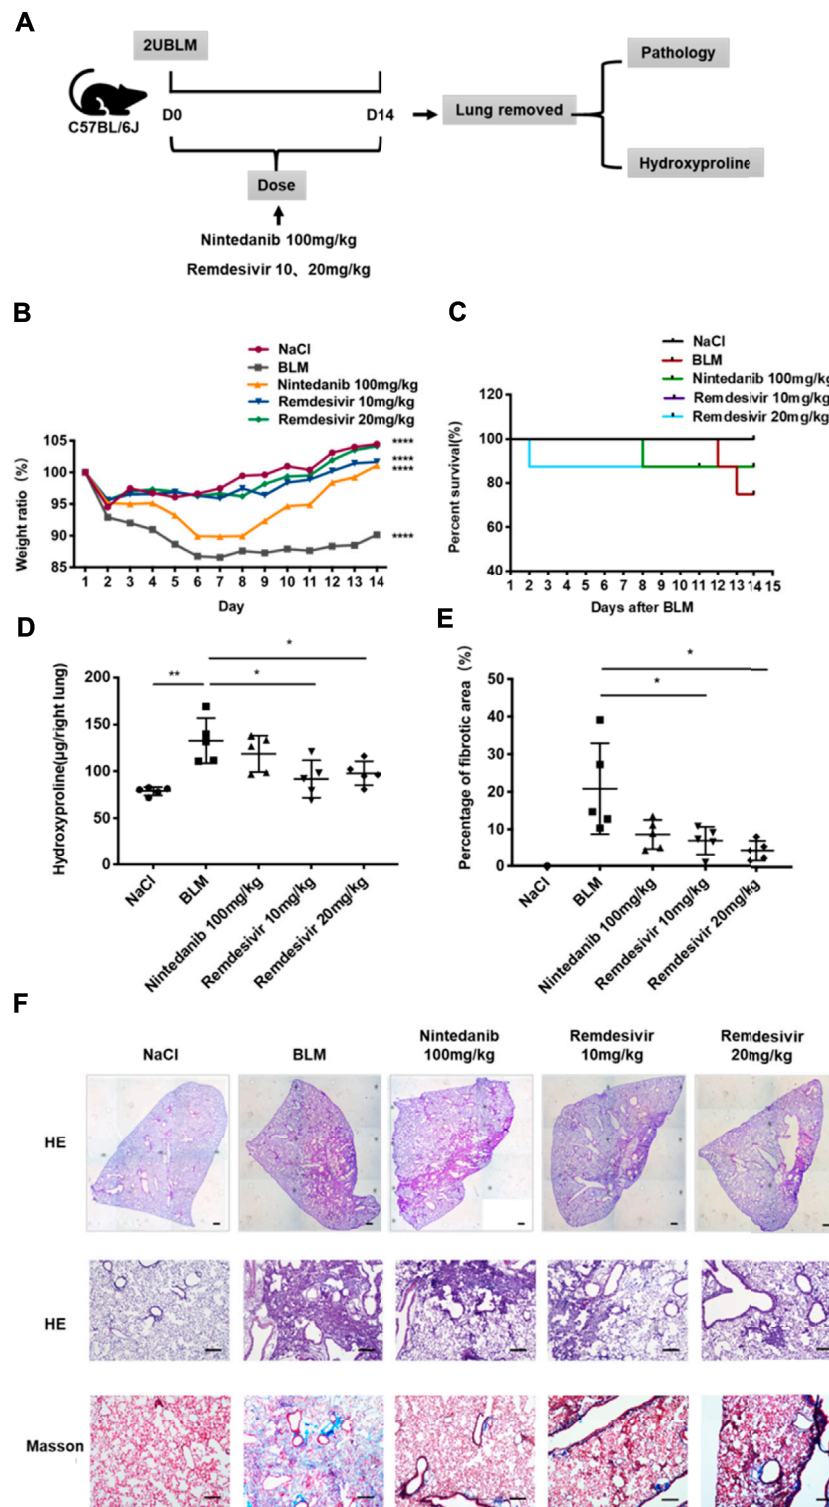 A
2UBLM
Pathology
C57BL/6J
D0
D14
Lung removed
Hydroxyproline
Dose
Nintedanib 100mg/kg
Remdesivir 10、20mg/kg
B
NaCl
BLM
Nintedanib 100mg/kg
Remdesivir 10mg/kg
Remdesivir 20mg/kg
Weight ratio (%)
105
100
95
90
85
****
****
****
****
1 2 3 4 5 6 7 8 9 10 11 12 13 14
Day
C
NaCl
BLM
Nintedanib 100mg/kg
Remdesivir 10mg/kg
Remdesivir 20mg/kg
Percent survival(%)
120
100
80
60
40
1 2 3 4 5 6 7 8 9 10 11 12 13 14 15
Days after BLM
D
Hydroxyproline(μg/right lung)
200
150
100
50
0
*
**
*
NaCl
BLM
Nintedanib 100mg/kg
Remdesivir 10mg/kg
Remdesivir 20mg/kg
E
Percentage of fibrotic area (%)
50
40
30
20
10
0
*
*
NaCl
BLM
Nintedanib 100mg/kg
Remdesivir 10mg/kg
Remdesivir 20mg/kg
F
NaCl
BLM
Nintedanib
100mg/kg
Remdesivir
10mg/kg
Remdesivir
20mg/kg
HE
HE
Masson